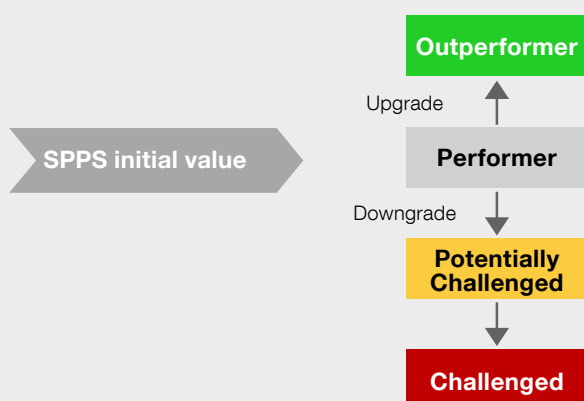 Outperformer
Upgrade
SPPS initial value
Performer
Downgrade
Potentially
Challenged
Challenged